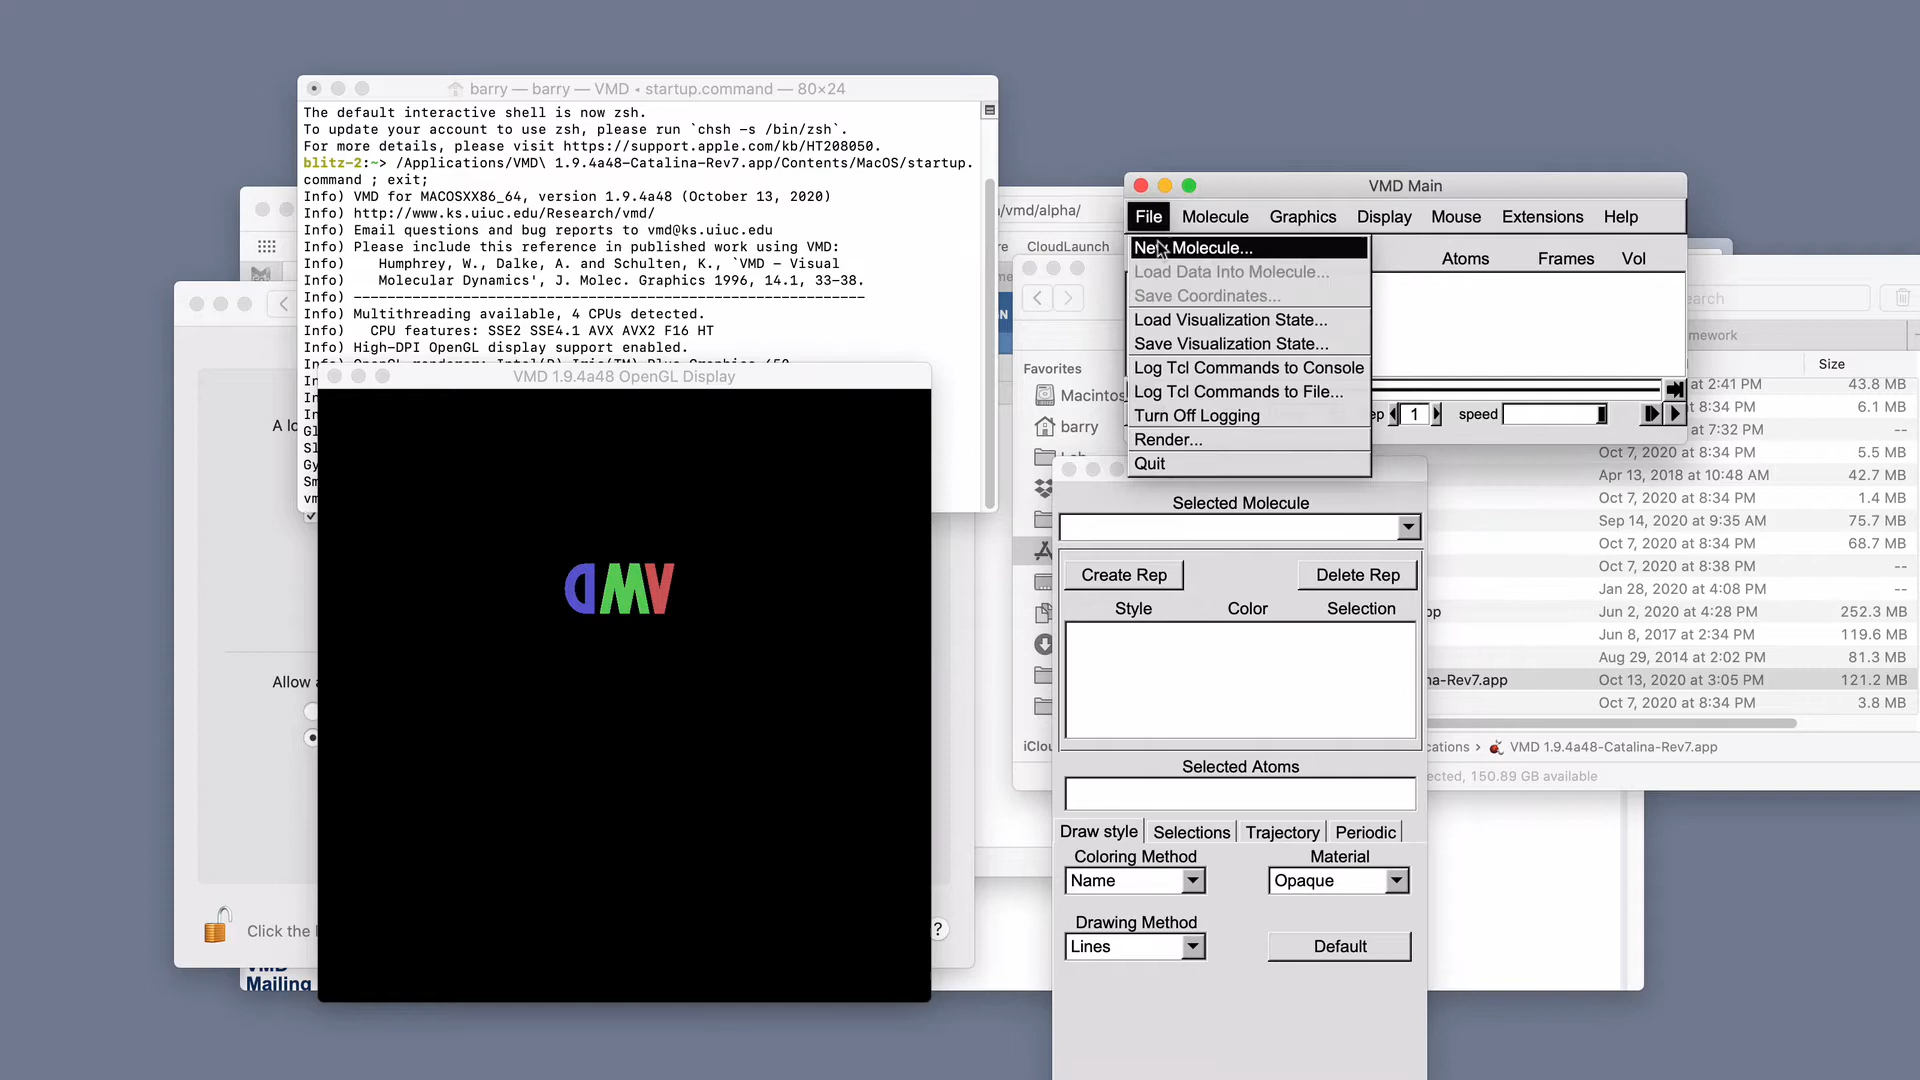 barry — barry — VMD ◂ startup.command — 80×24
The default interactive shell is now zsh.
To update your account to use zsh, please run `chsh -s /bin/zsh`.
For more details, please visit https://support.apple.com/kb/HT208050.
blitz-2:~> /Applications/VMD\ 1.9.4a48-Catalina-Rev7.app/Contents/MacOS/startup.
command ; exit;
Info) VMD for MACOSXX86_64, version 1.9.4a48 (October 13, 2020)
Info) http://www.ks.uiuc.edu/Research/vmd/
Info) Email questions and bug reports to vmd@ks.uiuc.edu
Info) Please include this reference in published work using VMD:
Info)    Humphrey, W., Dalke, A. and Schulten, K., `VMD - Visual
Info)    Molecular Dynamics', J. Molec. Graphics 1996, 14.1, 33-38.
Info) -------------------------------------------------------------
Info) Multithreading available, 4 CPUs detected.
Info)   CPU features: SSE2 SSE4.1 AVX AVX2 F16 HT
Info) High-DPI OpenGL display support enabled.
VMD 1.9.4a48 OpenGL Display
VMD
Click the
?
VMD
Mailing
/vmd/alpha/
CloudLaunch
VMD Main
File Molecule Graphics Display Mouse Extensions Help
New Molecule...
Load Data Into Molecule...
Save Coordinates...
Load Visualization State...
Save Visualization State...
Log Tcl Commands to Console
Log Tcl Commands to File...
Turn Off Logging
Render...
Quit
Atoms Frames Vol
1 speed
Selected Molecule
Create Rep Delete Rep
Style Color Selection
Selected Atoms
Draw style Selections Trajectory Periodic
Coloring Method Material
Name Opaque
Drawing Method
Lines Default
Favorites
barry
Size
at 2:41 PM 43.8 MB
at 8:34 PM 6.1 MB
at 7:32 PM --
Oct 7, 2020 at 8:34 PM 5.5 MB
Apr 13, 2018 at 10:48 AM 42.7 MB
Oct 7, 2020 at 8:34 PM 1.4 MB
Sep 14, 2020 at 9:35 AM 75.7 MB
Oct 7, 2020 at 8:34 PM 68.7 MB
Oct 7, 2020 at 8:38 PM --
Jan 28, 2020 at 4:08 PM --
Jun 2, 2020 at 4:28 PM 252.3 MB
Jun 8, 2017 at 2:34 PM 119.6 MB
Aug 29, 2014 at 2:02 PM 81.3 MB
na-Rev7.app Oct 13, 2020 at 3:05 PM 121.2 MB
Oct 7, 2020 at 8:34 PM 3.8 MB
VMD 1.9.4a48-Catalina-Rev7.app
150.89 GB available